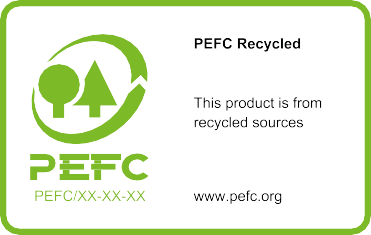 PEFC
PEFC/XX-XX-XX
PEFC Recycled
This product is from
recycled sources
www.pefc.org